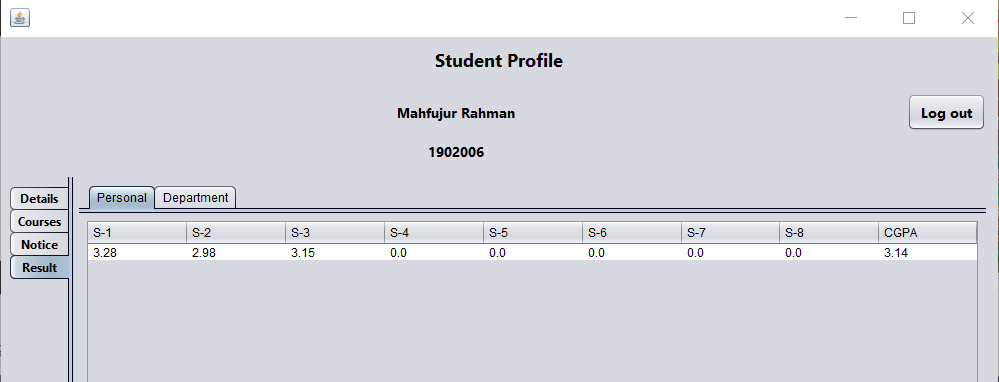 Student Profile
Mahfujur Rahman
Log out
1902006
Details
Courses
Notice
Result
Personal Department
S-1 S-2 S-3 S-4 S-5 S-6 S-7 S-8 CGPA
3.28 2.98 3.15 0.0 0.0 0.0 0.0 0.0 3.14